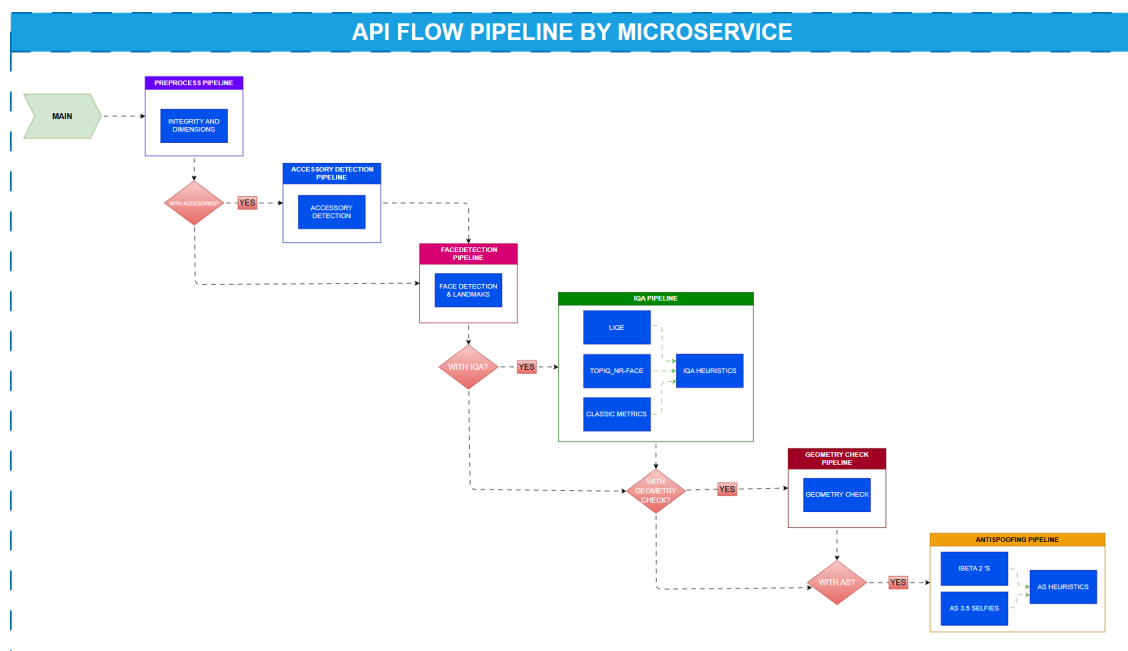 API FLOW PIPELINE BY MICROSERVICE
PREPROCESS PIPELINE
MAIN
INTEGRITY AND
DIMENSIONS
ACCESSORY DETECTION
PIPELINE
WITH ACCESORIES?
YES
ACCESSORY
DETECTION
FACEDETECTION
PIPELINE
FACE DETECTION
& LANDMAKS
IQA PIPELINE
LIQE
WITH IQA?
YES
TOPIQ_NR-FACE
IQA HEURISTICS
CLASSIC METRICS
GEOMETRY CHECK
PIPELINE
WITH
GEOMETRY
CHECK?
YES
GEOMETRY CHECK
ANTISPOOFING PIPELINE
IBETA 2 'S
WITH AS?
YES
AS HEURISTICS
AS 3.5 SELFIES